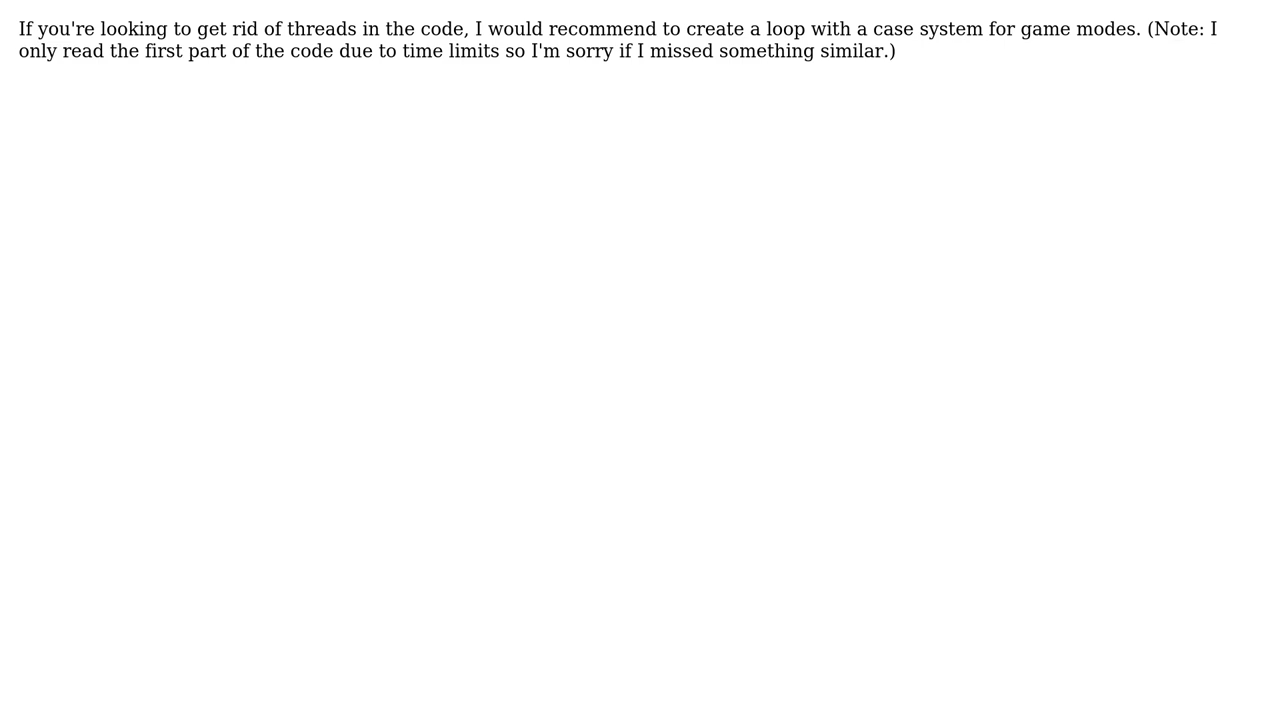 If you're looking to get rid of threads in the code, I would recommend to create a loop with a case system for game modes. (Note: I
only read the first part of the code due to time limits so I'm sorry if I missed something similar.)